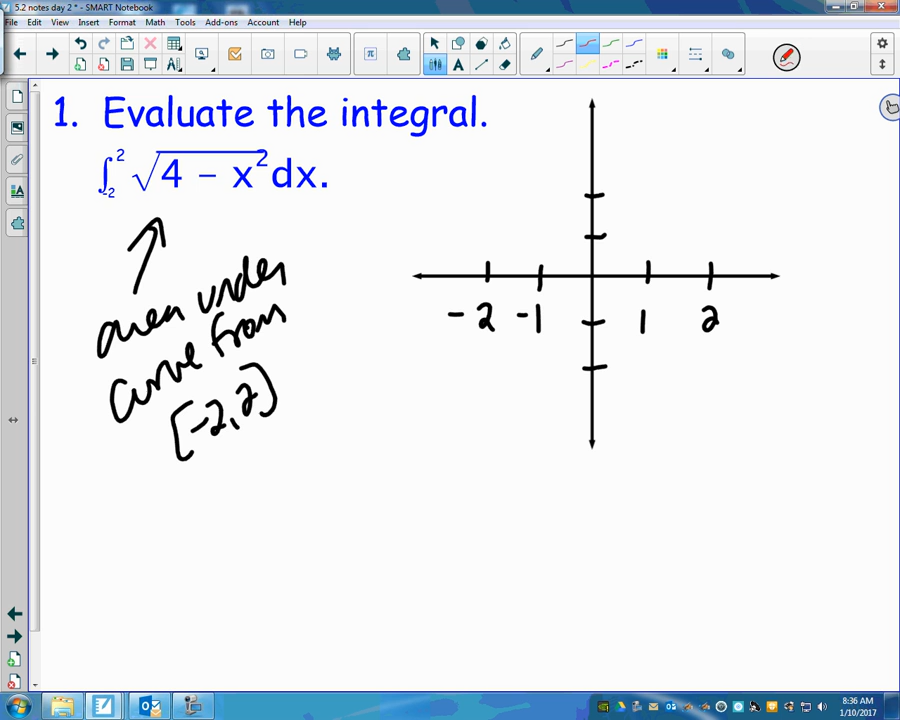 5.2 notes day 2 * - SMART Notebook
File Edit View Insert Format Math Tools Add-ons Account Help
1. Evaluate the integral.
∫₋₂² √(4 – x²) dx.
area under
curve from
[-2,2]
-2 -1 1 2
8:36 AM
1/10/2017